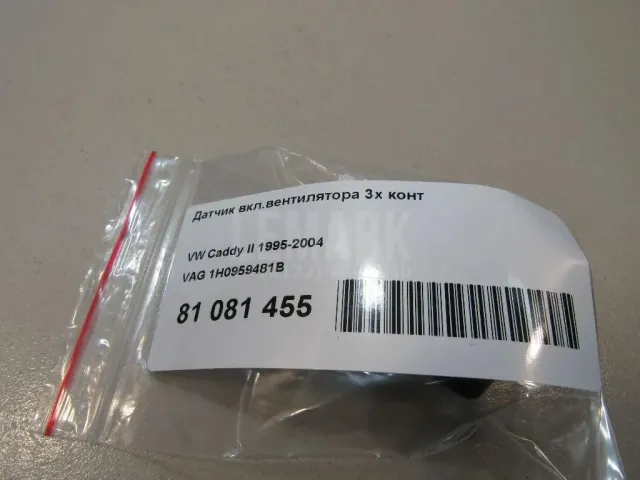 Датчик вкл.вентилятора 3х конт
VW Caddy II 1995-2004
VAG 1H0959481B
81 081 455